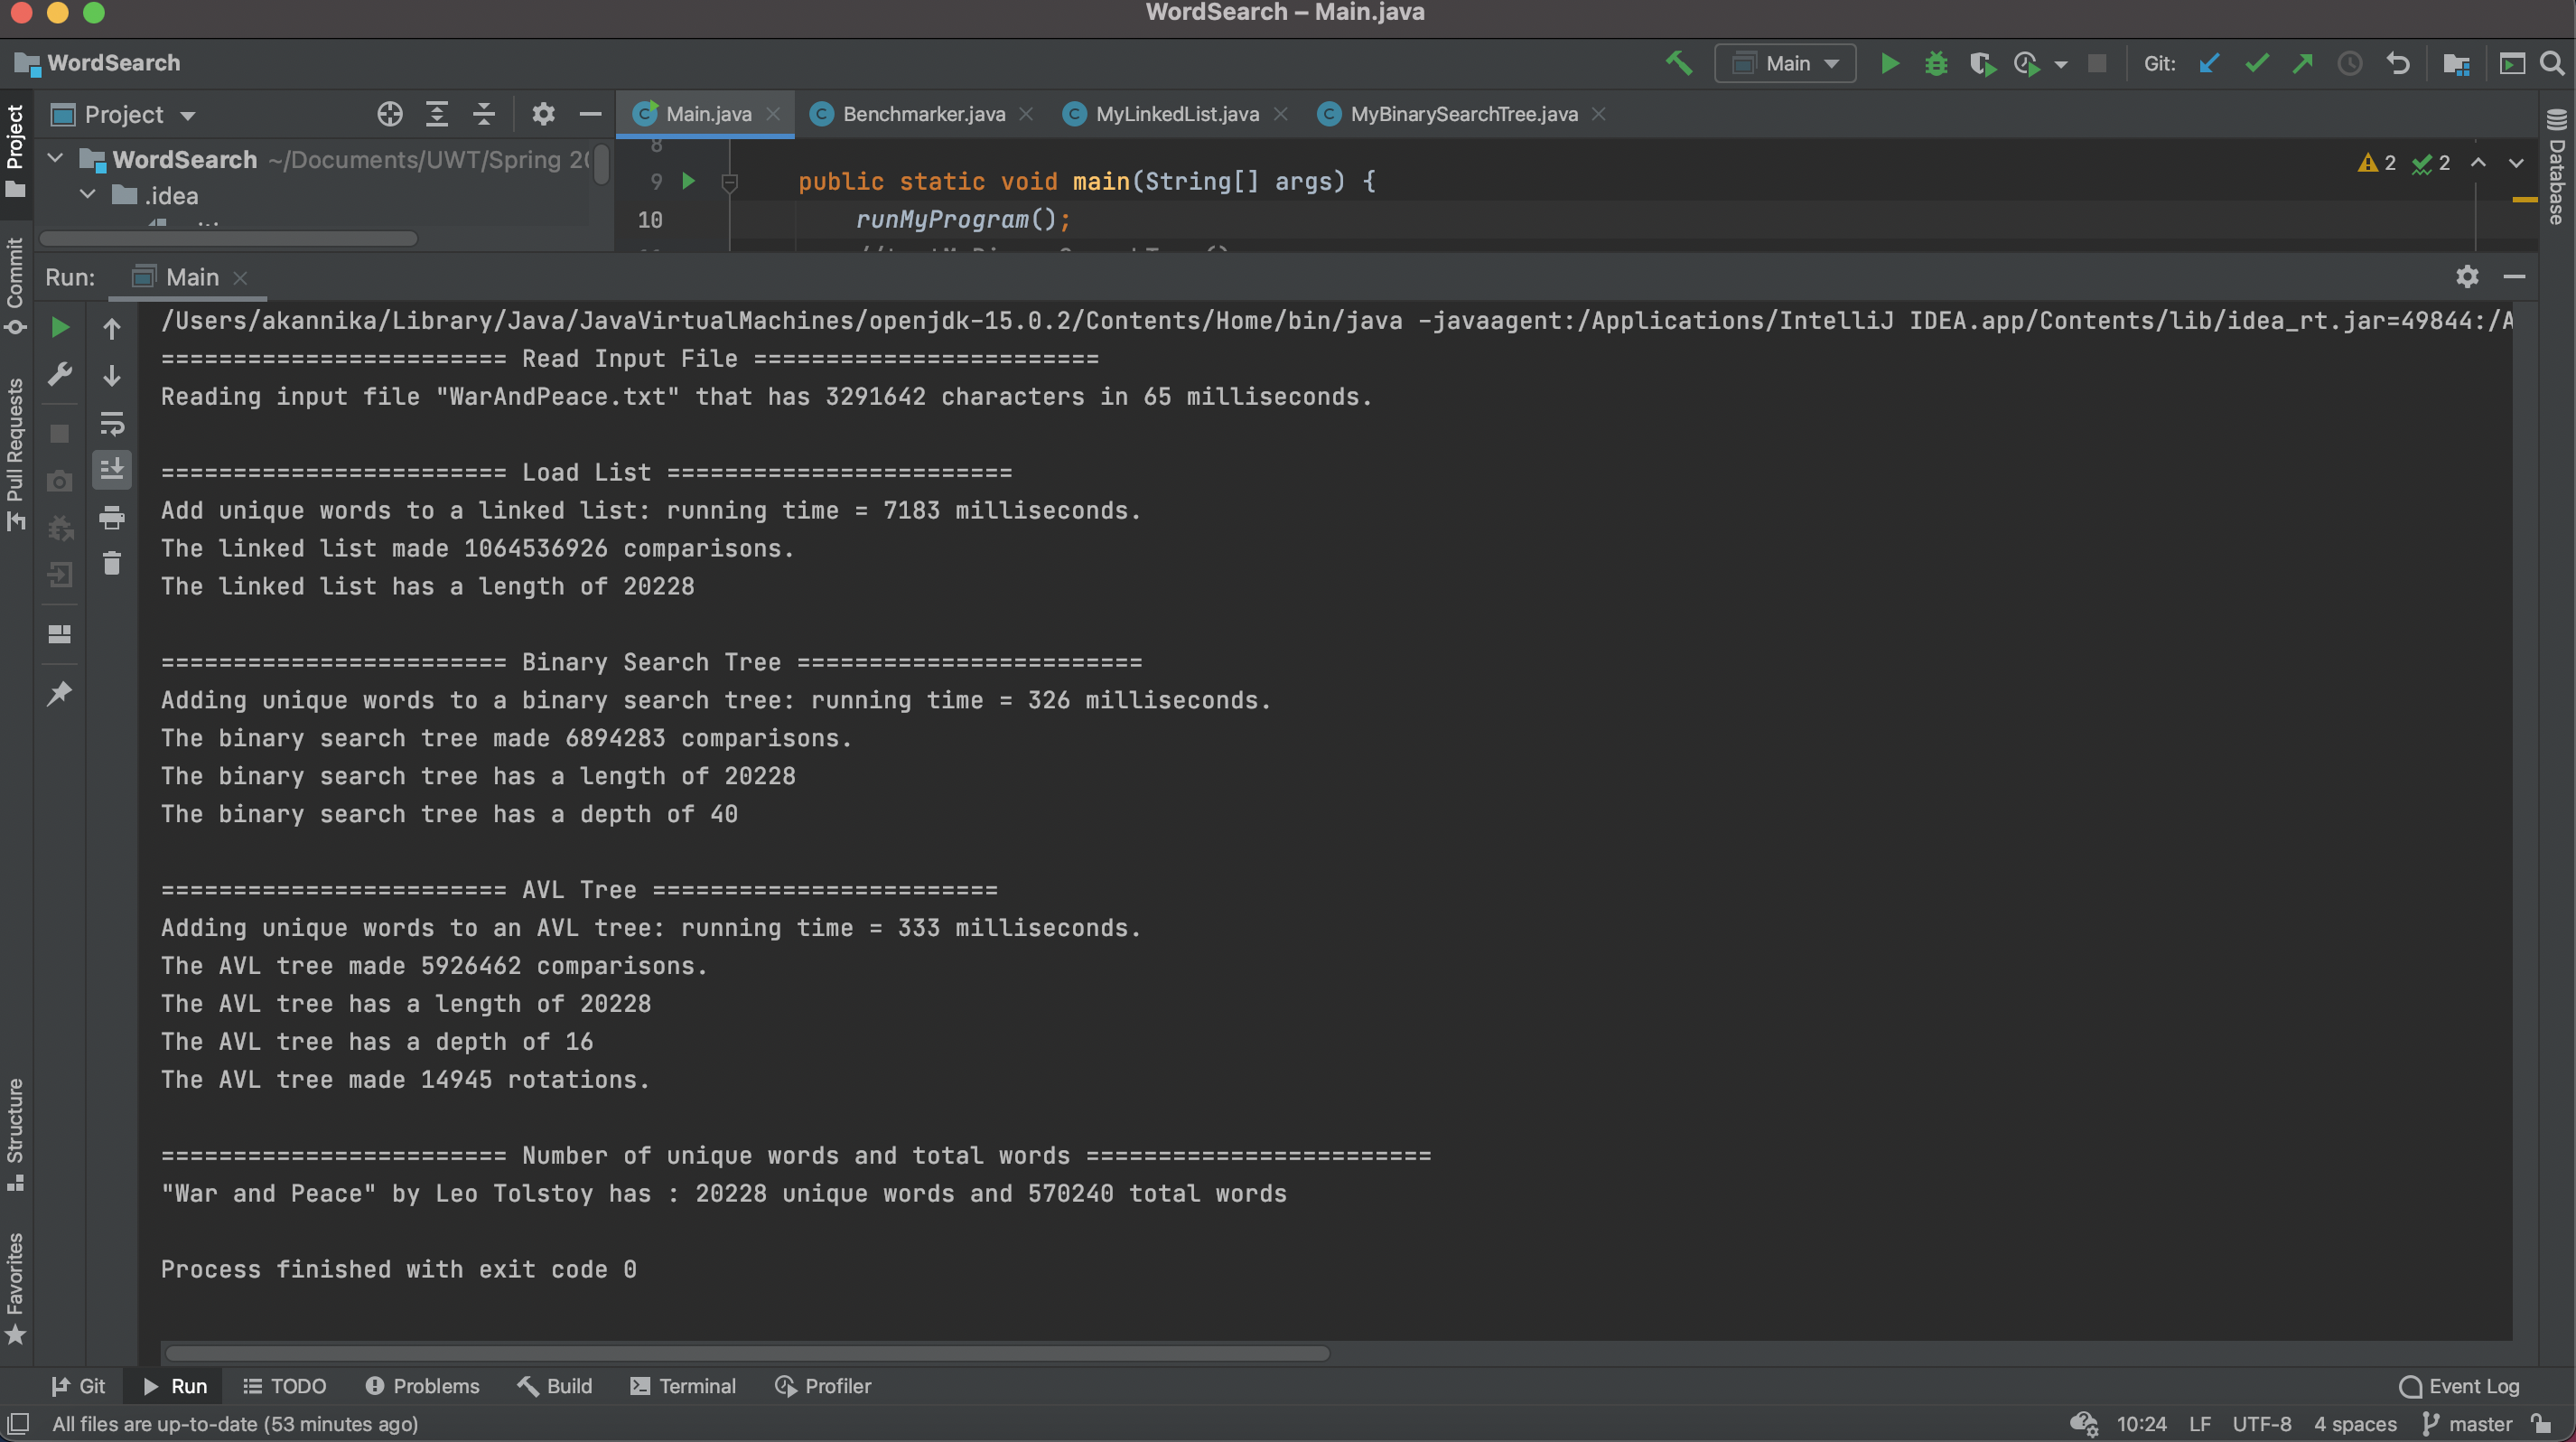 WordSearch – Main.java
WordSearch
Main
Git:
Project
Main.java
Benchmarker.java
MyLinkedList.java
MyBinarySearchTree.java
WordSearch ~/Documents/UWT/Spring
.idea
8
9 public static void main(String[] args) {
10 runMyProgram();
2 2
Project
Commit
Pull Requests
Structure
Favorites
Database
Run: Main
/Users/akannika/Library/Java/JavaVirtualMachines/openjdk-15.0.2/Contents/Home/bin/java -javaagent:/Applications/IntelliJ IDEA.app/Contents/lib/idea_rt.jar=49844:/A
======================== Read Input File ========================
Reading input file "WarAndPeace.txt" that has 3291642 characters in 65 milliseconds.
======================== Load List ========================
Add unique words to a linked list: running time = 7183 milliseconds.
The linked list made 1064536926 comparisons.
The linked list has a length of 20228
======================== Binary Search Tree ========================
Adding unique words to a binary search tree: running time = 326 milliseconds.
The binary search tree made 6894283 comparisons.
The binary search tree has a length of 20228
The binary search tree has a depth of 40
======================== AVL Tree ========================
Adding unique words to an AVL tree: running time = 333 milliseconds.
The AVL tree made 5926462 comparisons.
The AVL tree has a length of 20228
The AVL tree has a depth of 16
The AVL tree made 14945 rotations.
======================== Number of unique words and total words ========================
"War and Peace" by Leo Tolstoy has : 20228 unique words and 570240 total words
Process finished with exit code 0
Git Run TODO Problems Build Terminal Profiler Event Log
All files are up-to-date (53 minutes ago) 10:24 LF UTF-8 4 spaces master